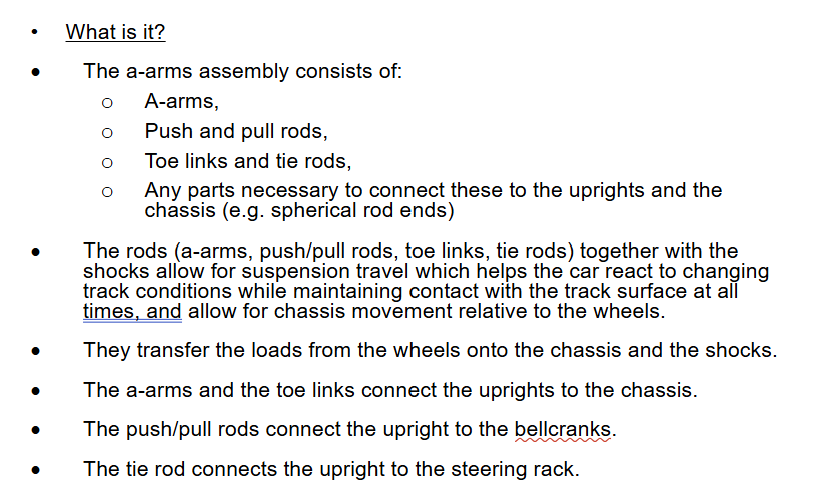 • What is it?
• The a-arms assembly consists of:
o A-arms,
o Push and pull rods,
o Toe links and tie rods,
o Any parts necessary to connect these to the uprights and the
chassis (e.g. spherical rod ends)
• The rods (a-arms, push/pull rods, toe links, tie rods) together with the
shocks allow for suspension travel which helps the car react to changing
track conditions while maintaining contact with the track surface at all
times, and allow for chassis movement relative to the wheels.
• They transfer the loads from the wheels onto the chassis and the shocks.
• The a-arms and the toe links connect the uprights to the chassis.
• The push/pull rods connect the upright to the bellcranks.
• The tie rod connects the upright to the steering rack.